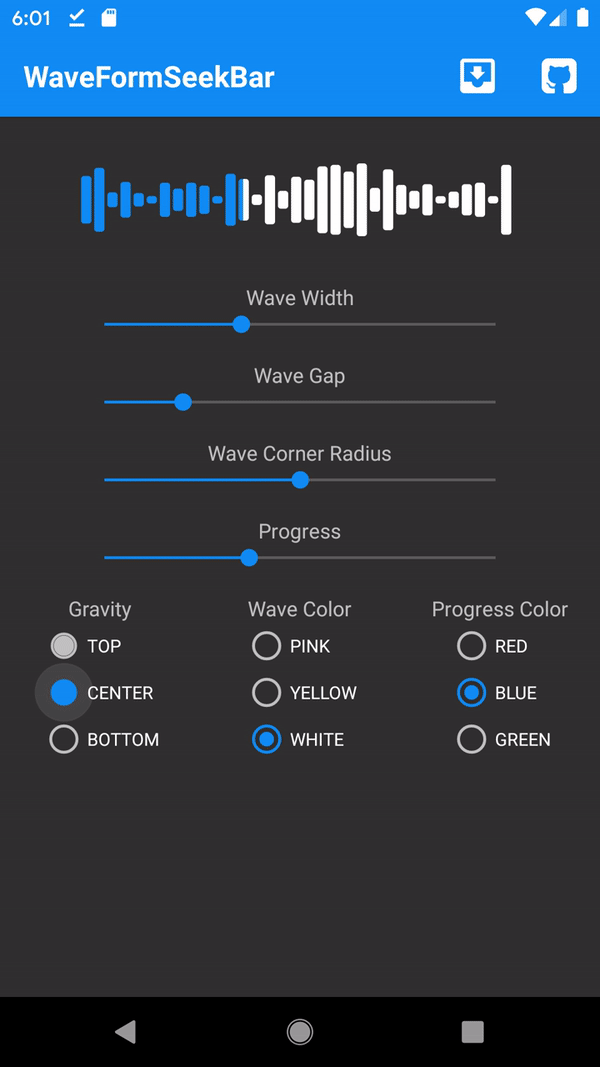 6:01
WaveFormSeekBar
Wave Width
Wave Gap
Wave Corner Radius
Progress
Gravity Wave Color Progress Color
TOP PINK RED
CENTER YELLOW BLUE
BOTTOM WHITE GREEN